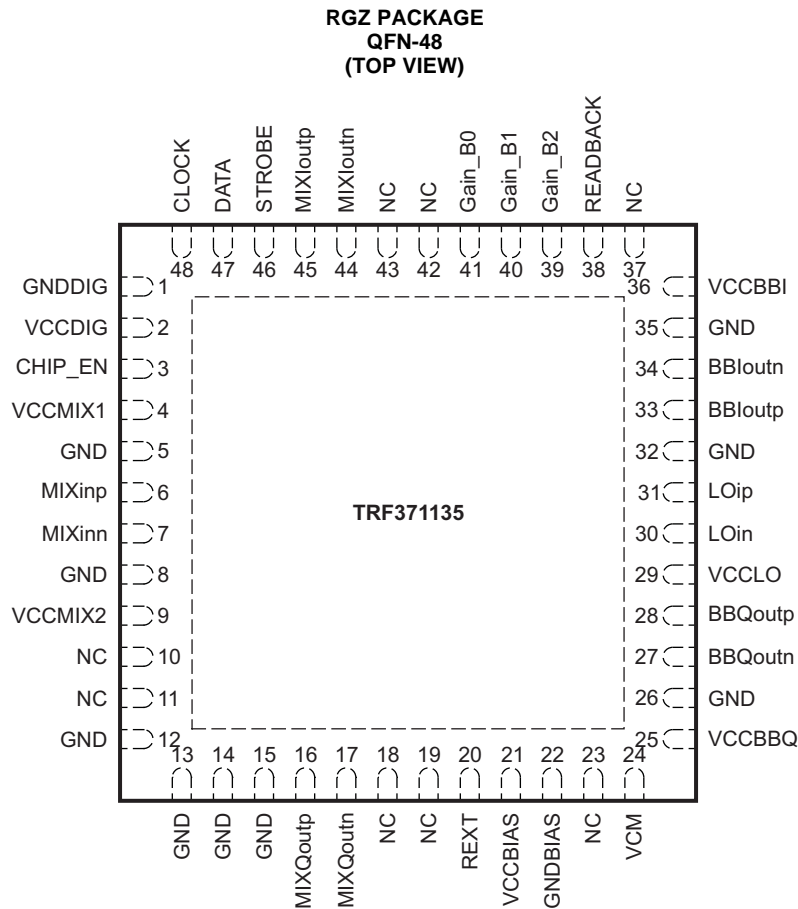 RGZ PACKAGE
QFN-48
(TOP VIEW)
CLOCK
DATA
STROBE
MIXIoutp
MIXIoutn
NC
NC
Gain_B0
Gain_B1
Gain_B2
READBACK
NC
48 47 46 45 44 43 42 41 40 39 38 37
GNDDIG 1 36 VCCBBI
VCCDIG 2 35 GND
CHIP_EN 3 34 BBIoutn
VCCMIX1 4 33 BBIoutp
GND 5 32 GND
MIXinp 6 31 LOip
TRF371135
MIXinn 7 30 LOin
GND 8 29 VCCLO
VCCMIX2 9 28 BBQoutp
NC 10 27 BBQoutn
NC 11 26 GND
GND 12 25 VCCBBQ
13 14 15 16 17 18 19 20 21 22 23 24
GND
GND
GND
MIXQoutp
MIXQoutn
NC
NC
REXT
VCCBIAS
GNDBIAS
NC
VCM